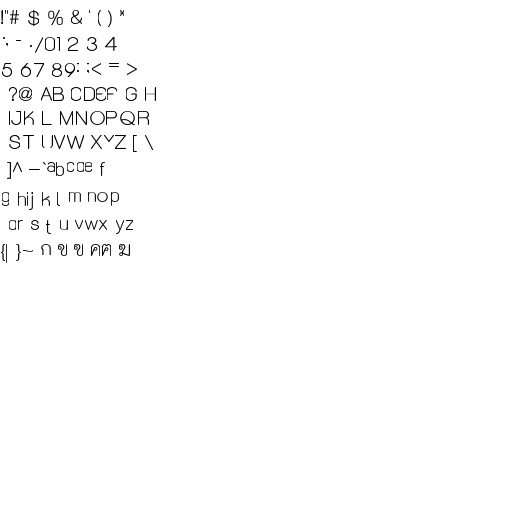 !"# $ % & ' ( ) *
+, - ./01 2 3 4
5 67 89: ;< = >
?@ AB CDEF G H
IJK L MNOPQR
ST UVW XYZ [ \
]^ _`abcde f
g hij k l m nop
qr s t u vwx yz
{| }~ ก ข ฃ คฅ ฆ